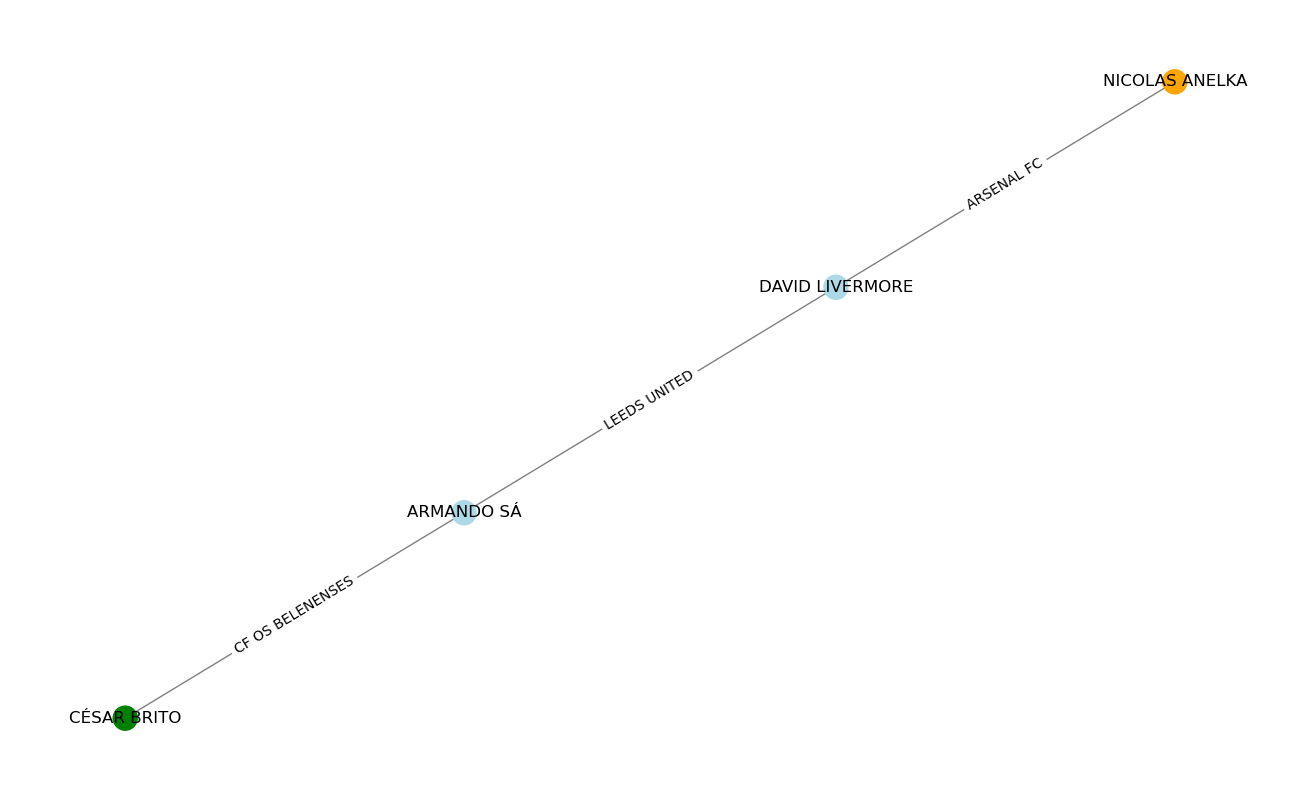 NICOLAS ANELKA
ARSENAL FC
DAVID LIVERMORE
LEEDS UNITED
ARMANDO SÁ
CF OS BELENENSES
CÉSAR BRITO